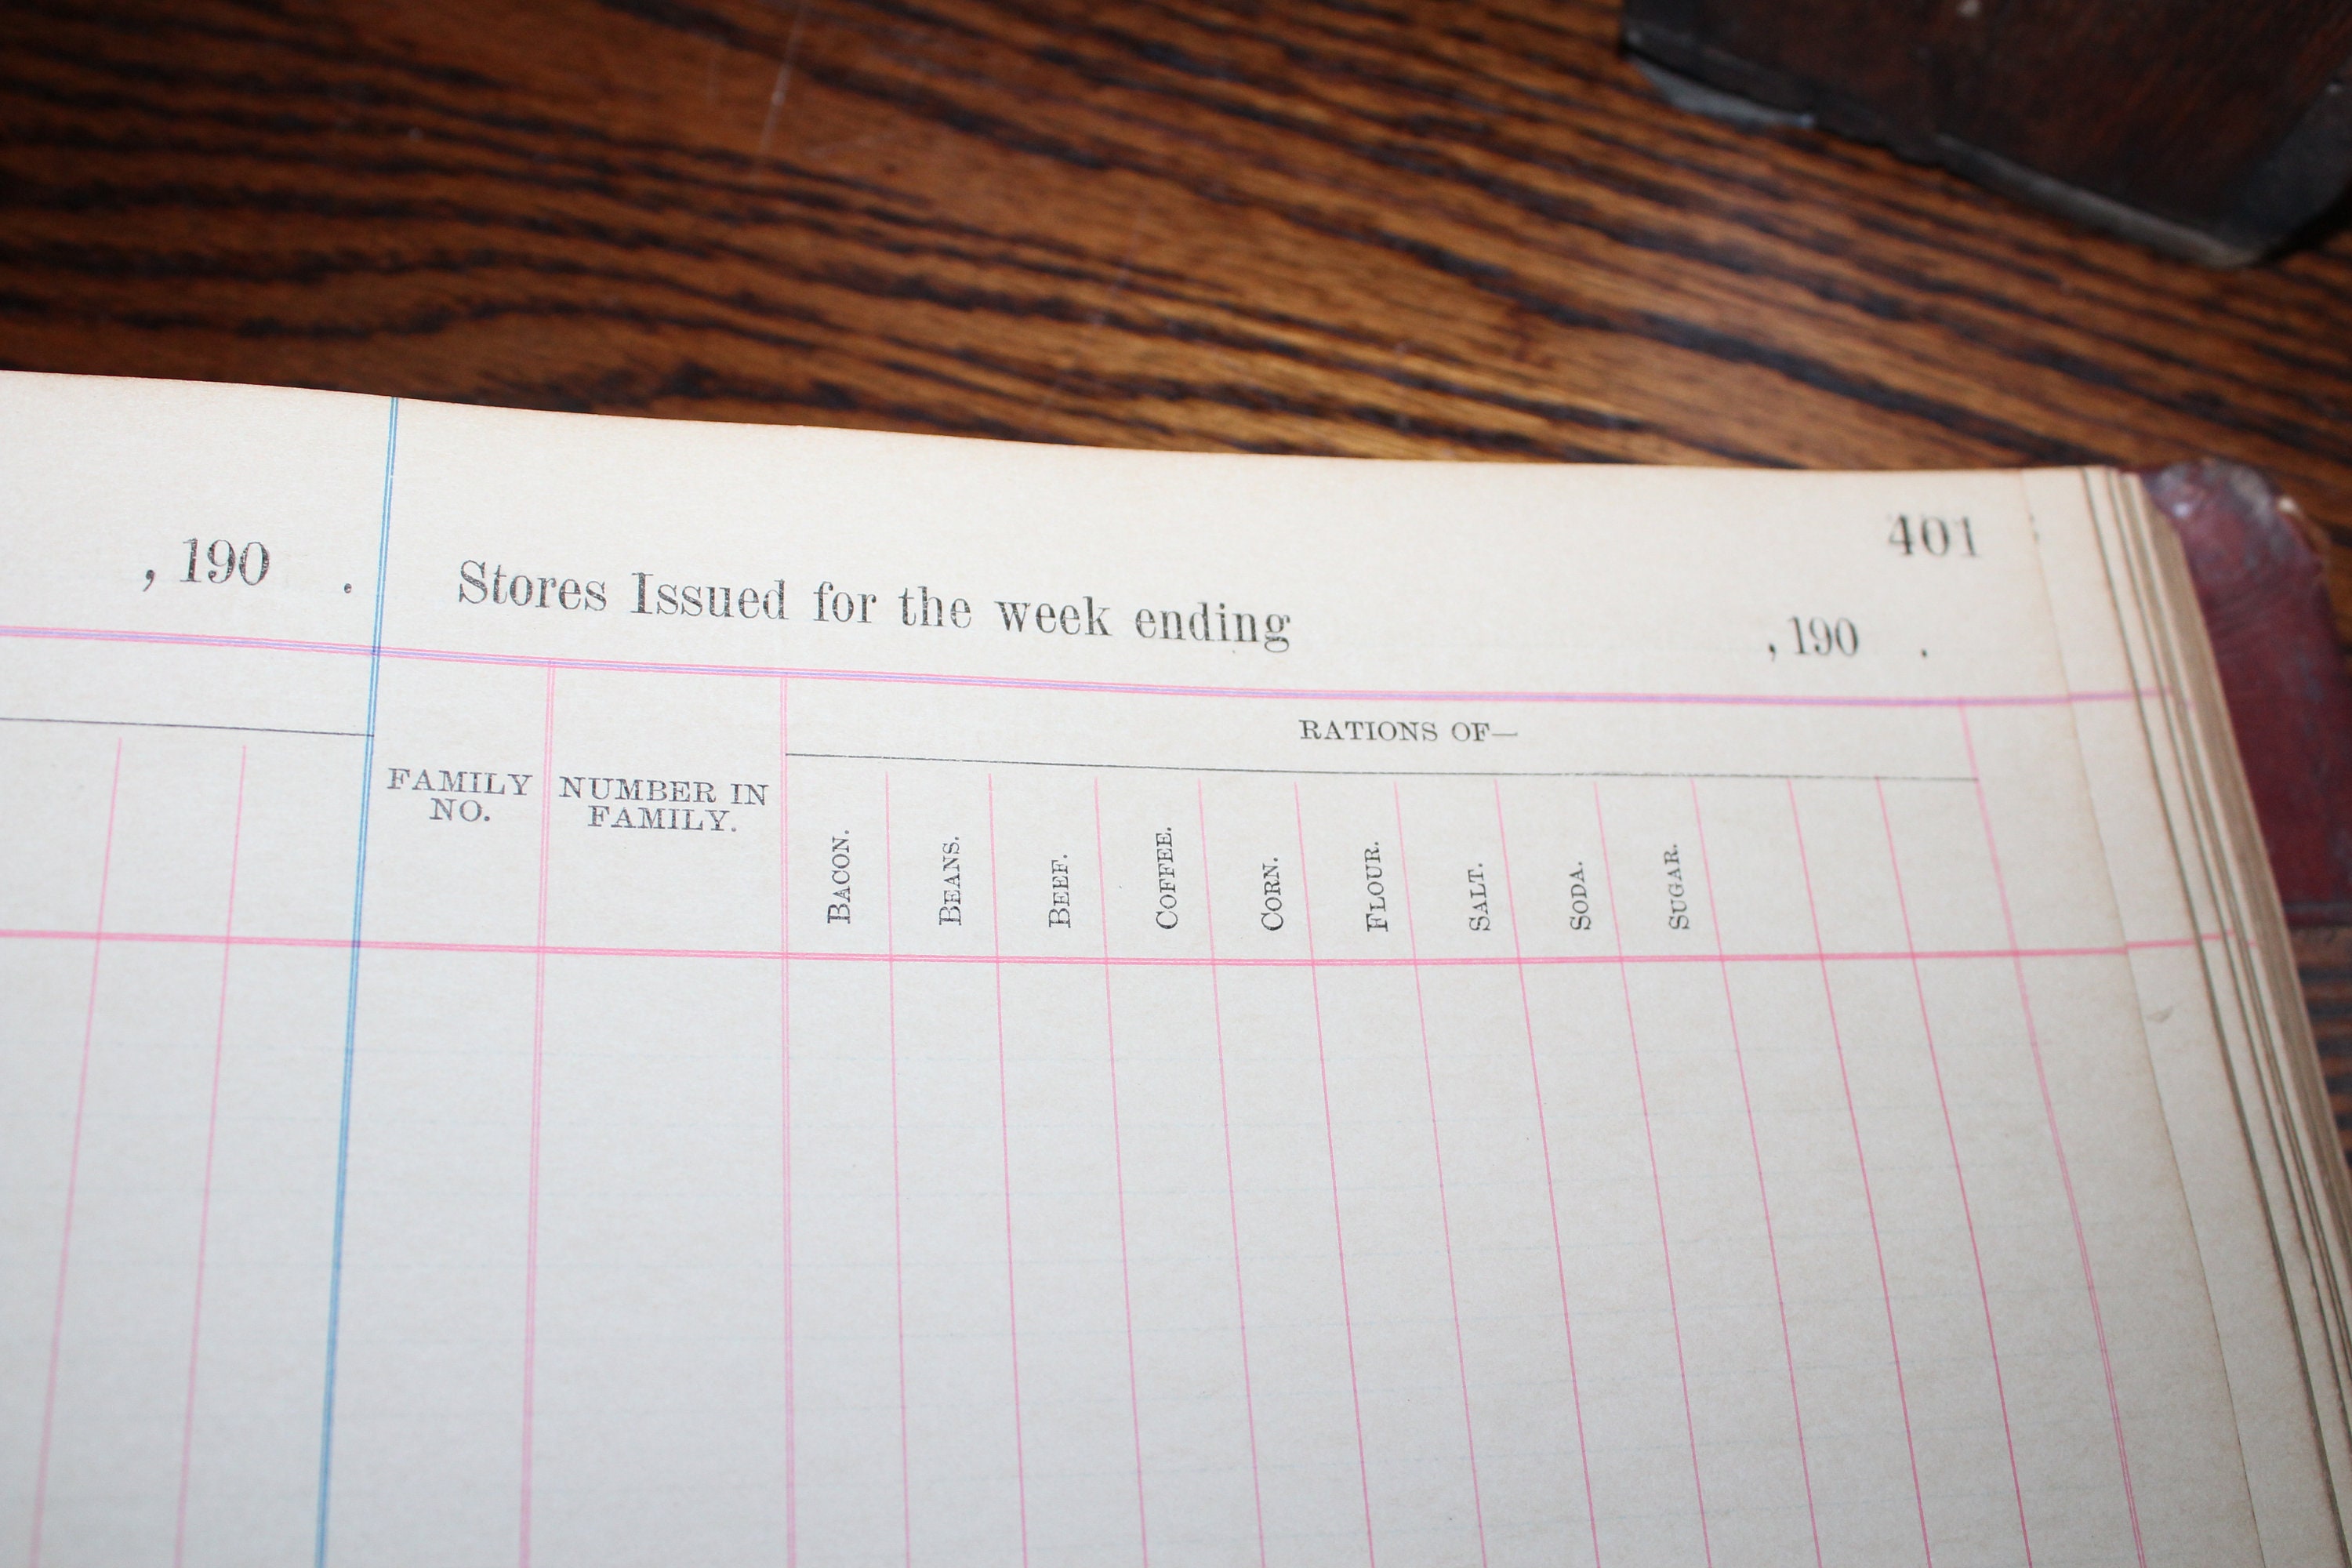 401
, 190 .
Stores Issued for the week ending , 190 .
RATIONS OF—
FAMILY
NO.
NUMBER IN
FAMILY.
BACON.
BEANS.
BEEF.
COFFEE.
CORN.
FLOUR.
SALT.
SODA.
SUGAR.